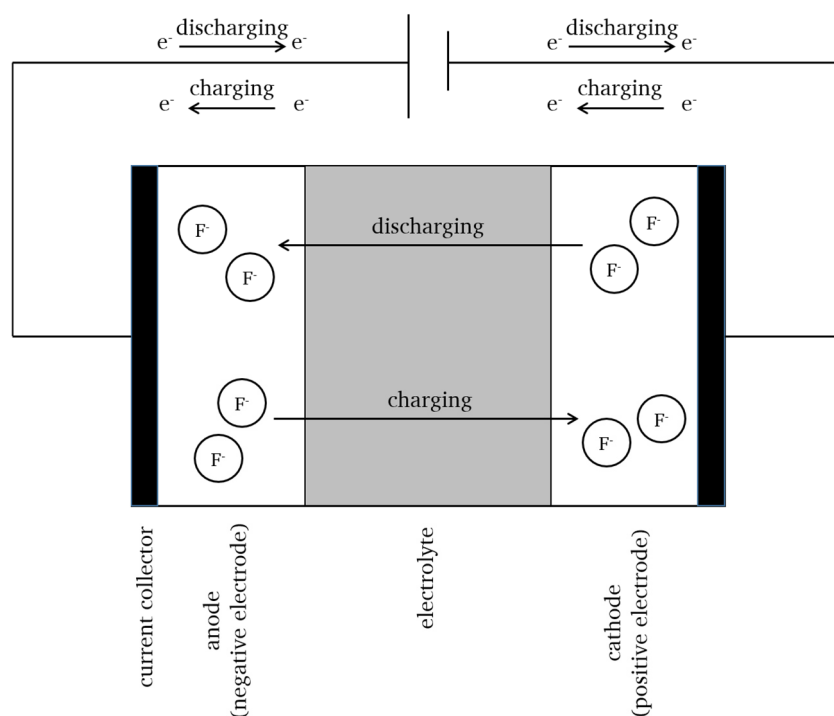 discharging
e⁻ e⁻
charging
e⁻ e⁻
discharging
e⁻ e⁻
charging
e⁻ e⁻
F⁻
F⁻
discharging
F⁻
F⁻
F⁻
F⁻
charging
F⁻
F⁻
current collector
anode
(negative electrode)
electrolyte
cathode
(positive electrode)